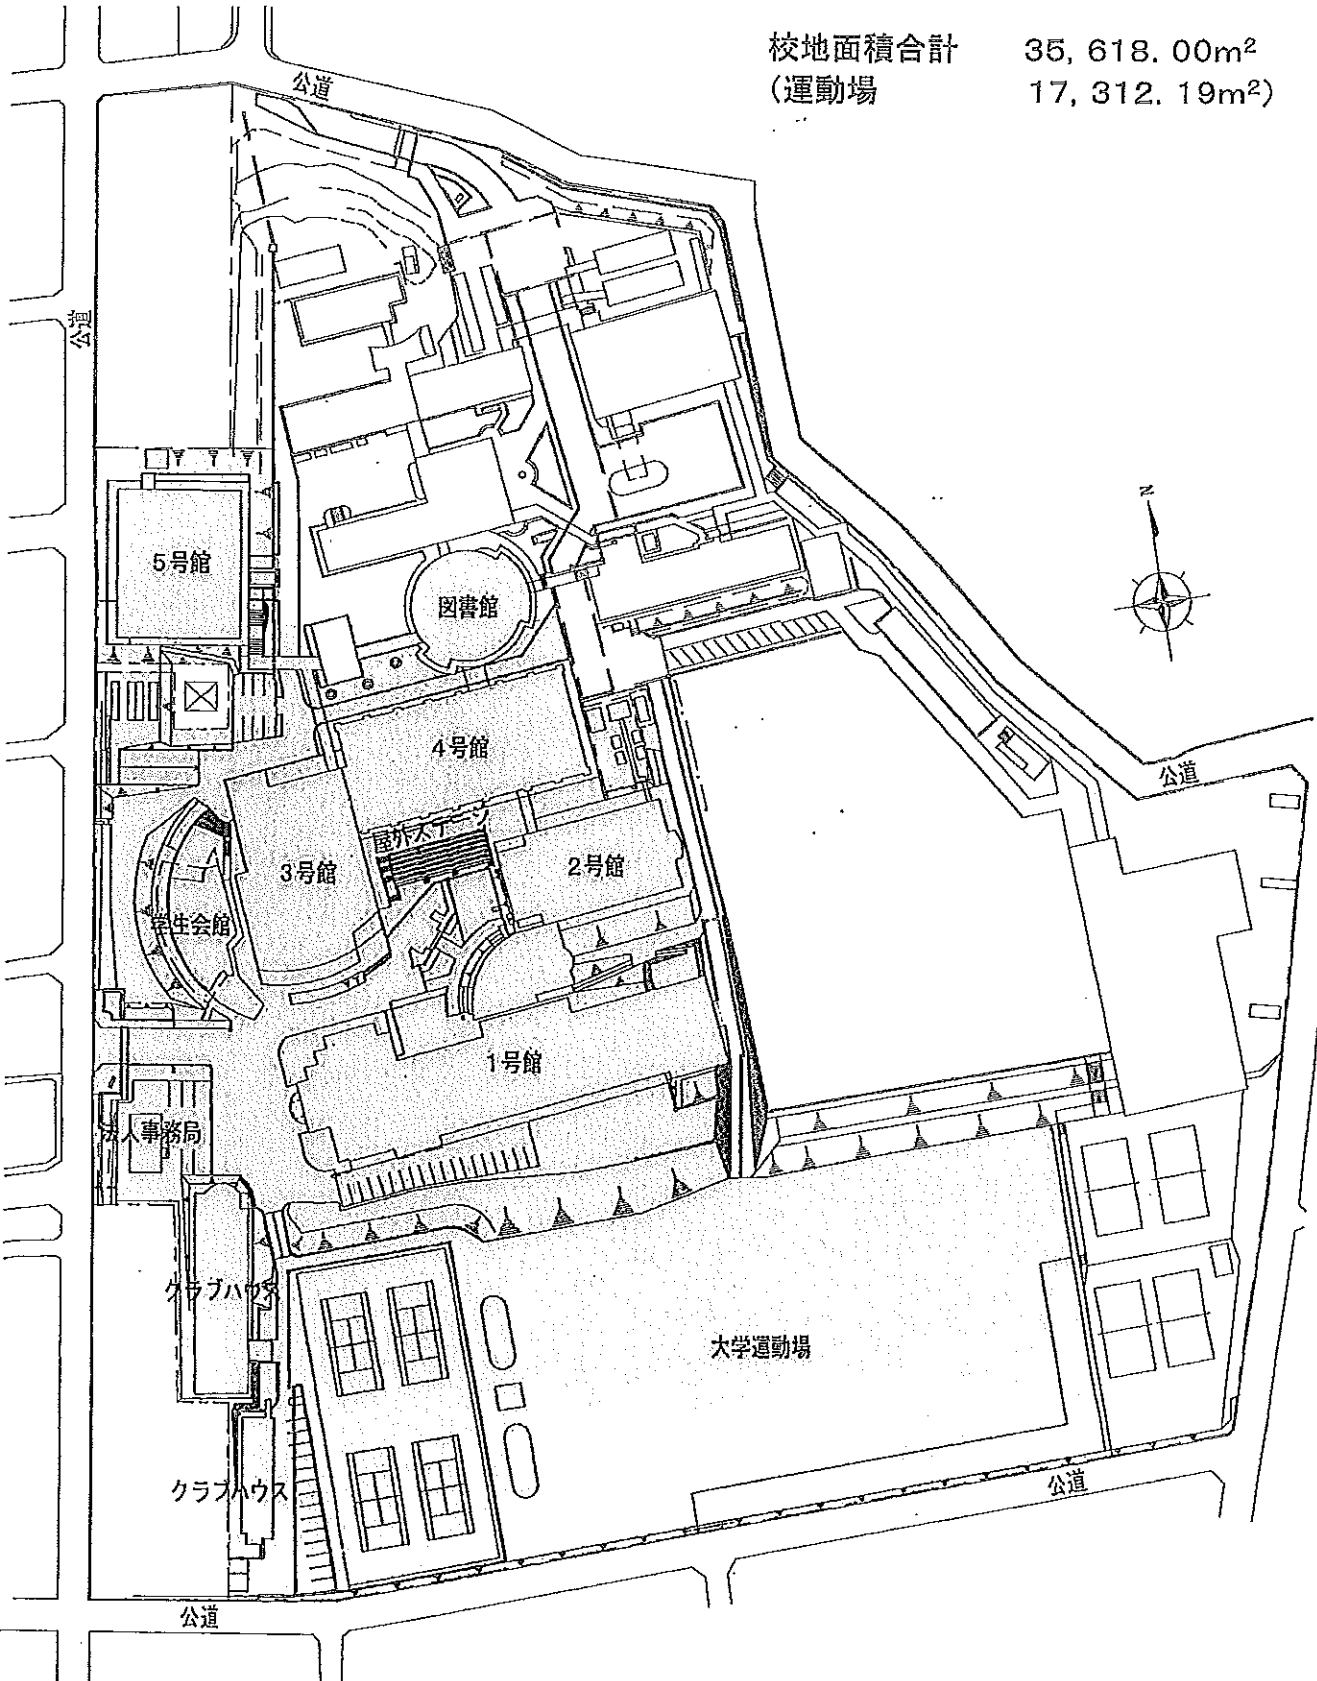 校地面積合計 35, 618. 00m²
(運動場 17, 312. 19m²)
公道
公道
N
5号館
図書館
4号館
公道
屋外ステージ
3号館
2号館
学生会館
1号館
法人事務局
クラブハウス
大学運動場
クラブハウス
公道
公道